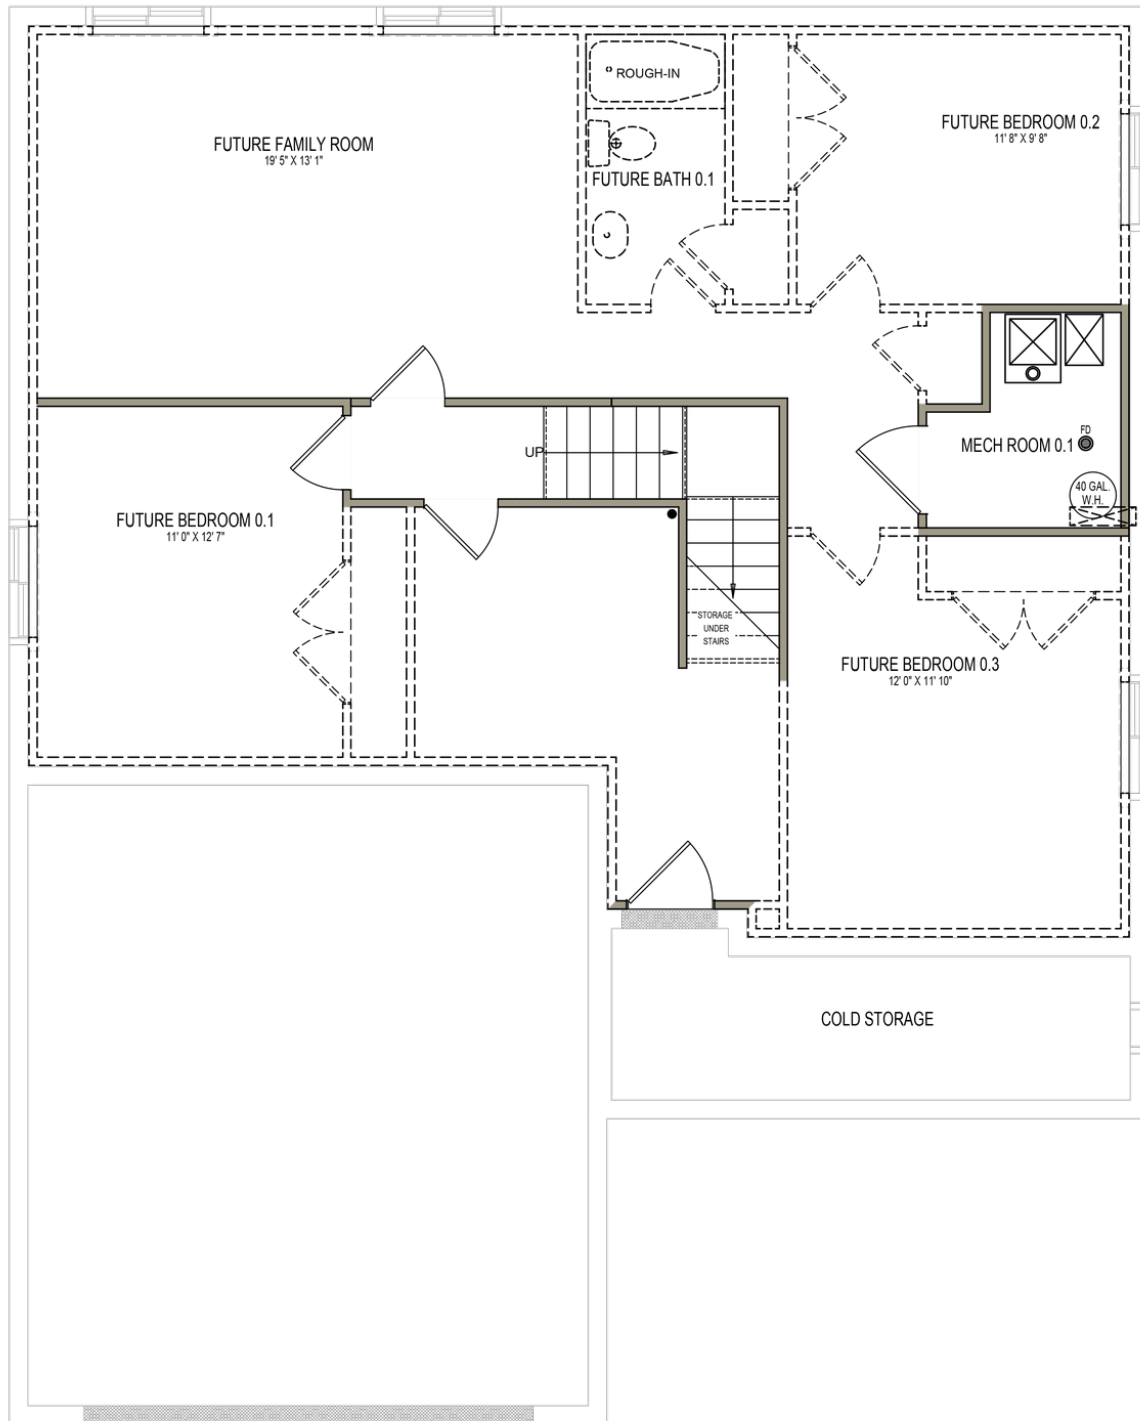 ROUGH-IN
FUTURE BEDROOM 0.2
11' 8" X 9' 8"
FUTURE FAMILY ROOM
19' 5" X 13' 1"
FUTURE BATH 0.1
FD
MECH ROOM 0.1
UP
40 GAL.
W.H.
FUTURE BEDROOM 0.1
11' 0" X 12' 7"
STORAGE
UNDER
STAIRS
FUTURE BEDROOM 0.3
12' 0" X 11' 10"
COLD STORAGE